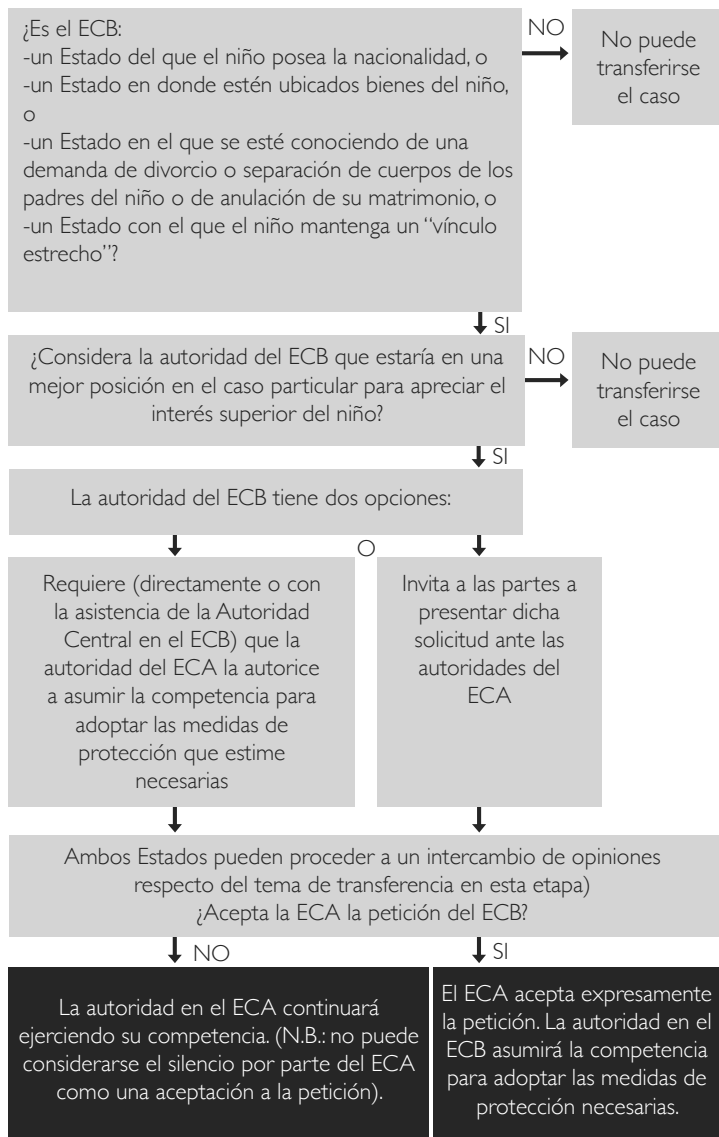 ¿Es el ECB:
-un Estado del que el niño posea la nacionalidad, o
-un Estado en donde estén ubicados bienes del niño,
o
-un Estado en el que se esté conociendo de una
demanda de divorcio o separación de cuerpos de los
padres del niño o de anulación de su matrimonio, o
-un Estado con el que el niño mantenga un “vínculo
estrecho”?
NO
No puede
transferirse
el caso
SI
¿Considera la autoridad del ECB que estaría en una
mejor posición en el caso particular para apreciar el
interés superior del niño?
NO
No puede
transferirse
el caso
SI
La autoridad del ECB tiene dos opciones:
O
Requiere (directamente o con
la asistencia de la Autoridad
Central en el ECB) que la
autoridad del ECA la autorice
a asumir la competencia para
adoptar las medidas de
protección que estime
necesarias
Invita a las partes a
presentar dicha
solicitud ante las
autoridades del
ECA
Ambos Estados pueden proceder a un intercambio de opiniones
respecto del tema de transferencia en esta etapa)
¿Acepta la ECA la petición del ECB?
NO
SI
La autoridad en el ECA continuará
ejerciendo su competencia. (N.B.: no puede
considerarse el silencio por parte del ECA
como una aceptación a la petición).
El ECA acepta expresamente
la petición. La autoridad en el
ECB asumirá la competencia
para adoptar las medidas de
protección necesarias.